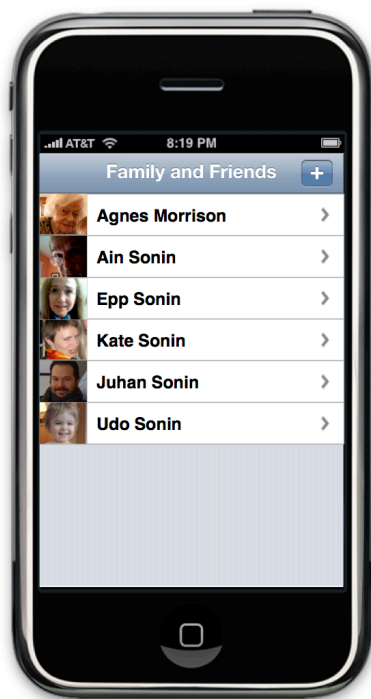 AT&T 8:19 PM
Family and Friends +
Agnes Morrison
Ain Sonin
Epp Sonin
Kate Sonin
Juhan Sonin
Udo Sonin